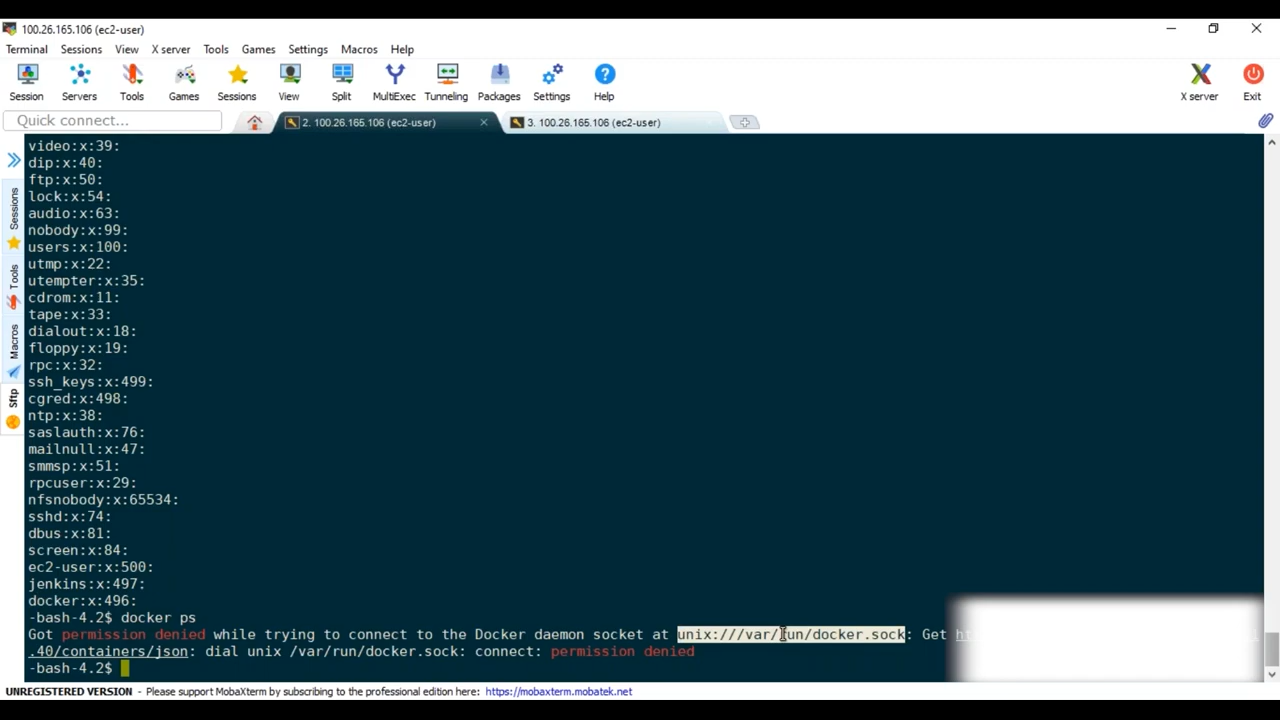 100.26.165.106 (ec2-user)
Terminal Sessions View X server Tools Games Settings Macros Help
Session Servers Tools Games Sessions View Split MultiExec Tunneling Packages Settings Help X server Exit
Quick connect...
2. 100.26.165.106 (ec2-user)
3. 100.26.165.106 (ec2-user)
Sessions
Tools
Macros
Sftp
video:x:39:
dip:x:40:
ftp:x:50:
lock:x:54:
audio:x:63:
nobody:x:99:
users:x:100:
utmp:x:22:
utempter:x:35:
cdrom:x:11:
tape:x:33:
dialout:x:18:
floppy:x:19:
rpc:x:32:
ssh_keys:x:499:
cgred:x:498:
ntp:x:38:
saslauth:x:76:
mailnull:x:47:
smmsp:x:51:
rpcuser:x:29:
nfsnobody:x:65534:
sshd:x:74:
dbus:x:81:
screen:x:84:
ec2-user:x:500:
jenkins:x:497:
docker:x:496:
-bash-4.2$ docker ps
Got permission denied while trying to connect to the Docker daemon socket at unix:///var/run/docker.sock: Get
.40/containers/json: dial unix /var/run/docker.sock: connect: permission denied
-bash-4.2$
UNREGISTERED VERSION - Please support MobaXterm by subscribing to the professional edition here: https://mobaxterm.mobatek.net